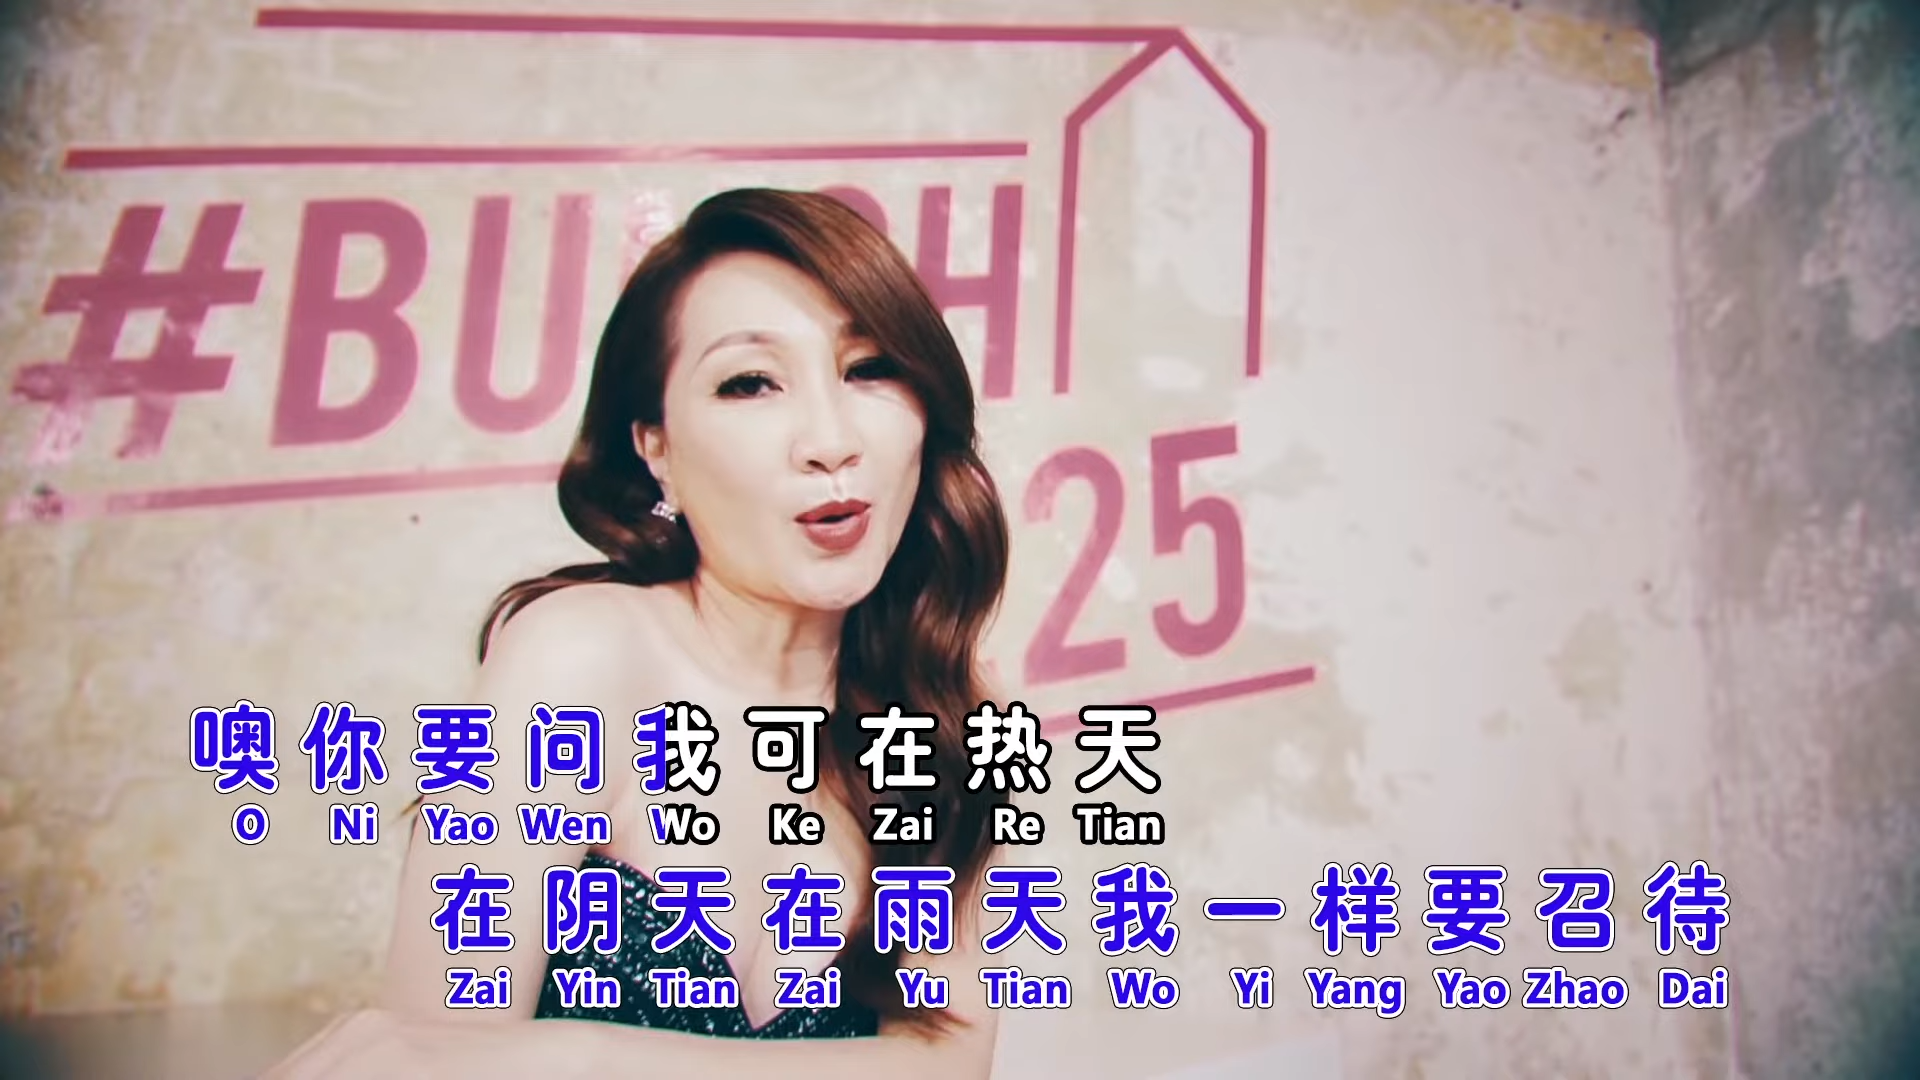 #BU H
.25
噢你要问我可在热天
O Ni Yao Wen Wo Ke Zai Re Tian
在阴天在雨天我一样要召待
Zai Yin Tian Zai Yu Tian Wo Yi Yang Yao Zhao Dai